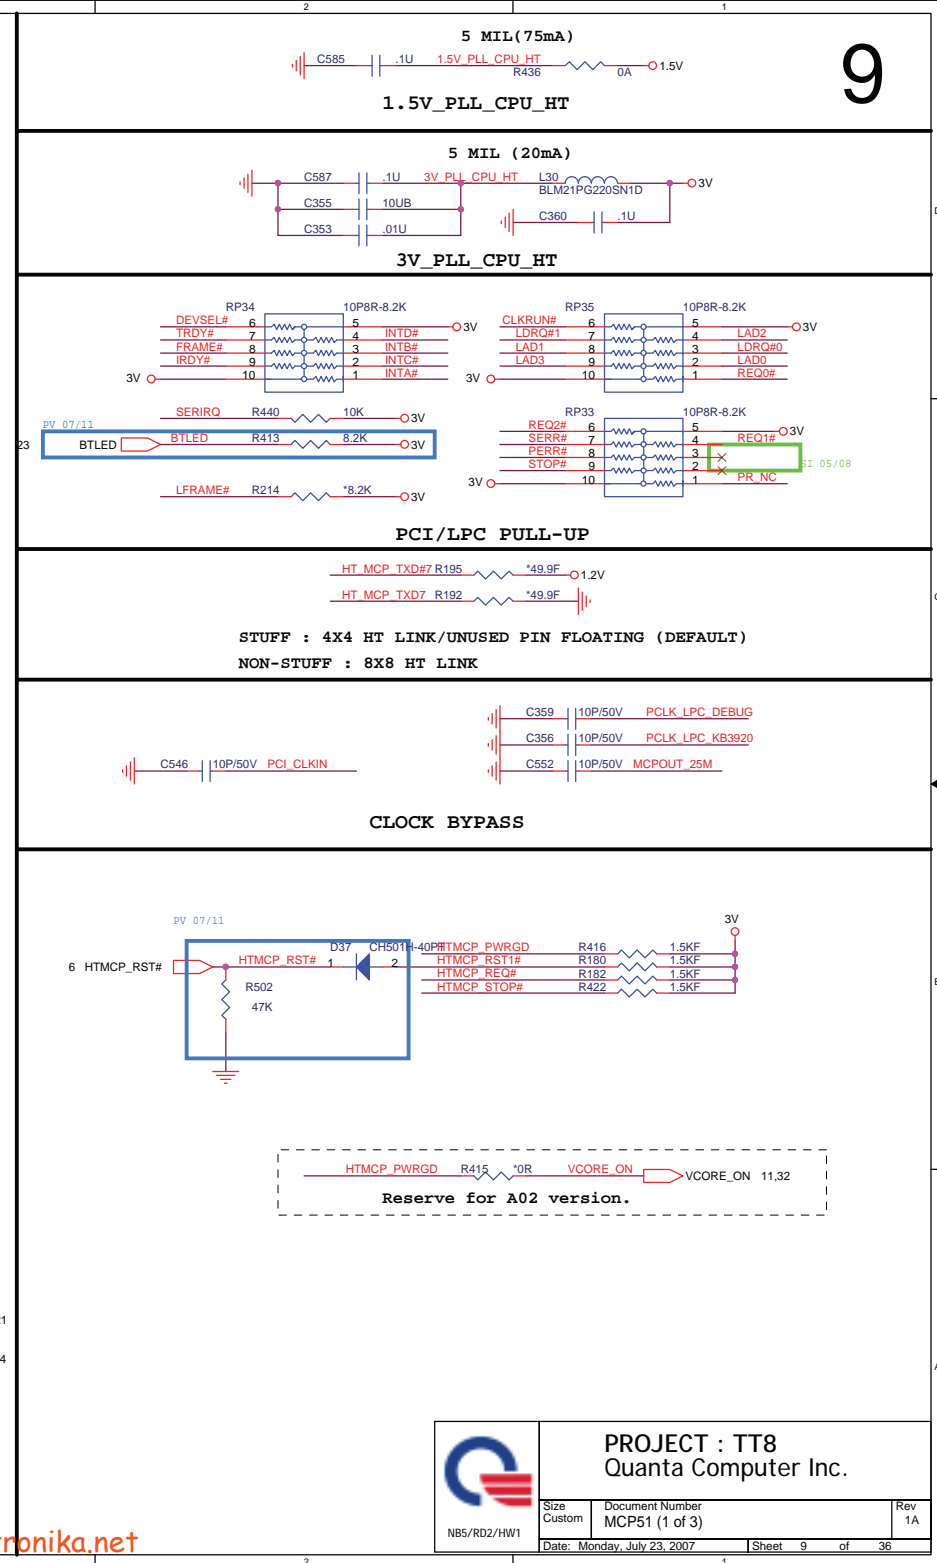 2 1
5 MIL(75mA)
C585 .1U 1.5V_PLL_CPU_HT R436 0A 1.5V
1.5V_PLL_CPU_HT
9
5 MIL (20mA)
C587 .1U 3V_PLL_CPU_HT L30 3V
BLM21PG220SN1D
C355 10UB
C360 .1U
C353 .01U
3V_PLL_CPU_HT
RP34 10P8R-8.2K RP35 10P8R-8.2K
DEVSEL# 6 5 3V CLKRUN# 6 5 3V
TRDY# 7 4 INTD# LDRQ#1 7 4 LAD2
FRAME# 8 3 INTB# LAD1 8 3 LDRQ#0
IRDY# 9 2 INTC# LAD3 9 2 LAD0
3V 10 1 INTA# 3V 10 1 REQ0#
SERIRQ R440 10K 3V
RP33 10P8R-8.2K
PV 07/11
23 BTLED BTLED R413 8.2K 3V
REQ2# 6 5 3V
SERR# 7 4 REQ1#
PERR# 8 3
STOP# 9 2
SI 05/08
3V 10 1 PR_NC
LFRAME# R214 *8.2K 3V
PCI/LPC PULL-UP
HT_MCP_TXD#7 R195 *49.9F 1.2V
HT_MCP_TXD7 R192 *49.9F
STUFF : 4X4 HT LINK/UNUSED PIN FLOATING (DEFAULT)
NON-STUFF : 8X8 HT LINK
C359 10P/50V PCLK_LPC_DEBUG
C356 10P/50V PCLK_LPC_KB3920
C546 10P/50V PCI_CLKIN C552 10P/50V MCPOUT_25M
CLOCK BYPASS
PV 07/11
3V
D37 CH501H-40PT HTMCP_PWRGD R416 1.5KF
6 HTMCP_RST# HTMCP_RST# 1 2 HTMCP_RST1# R180 1.5KF
HTMCP_REQ# R182 1.5KF
R502 HTMCP_STOP# R422 1.5KF
47K
HTMCP_PWRGD R415 *0R VCORE_ON VCORE_ON 11,32
Reserve for A02 version.
PROJECT : TT8
Quanta Computer Inc.
NB5/RD2/HW1
Size Document Number Rev
Custom MCP51 (1 of 3) 1A
Date: Monday, July 23, 2007 Sheet 9 of 36
tronika.net
2 1